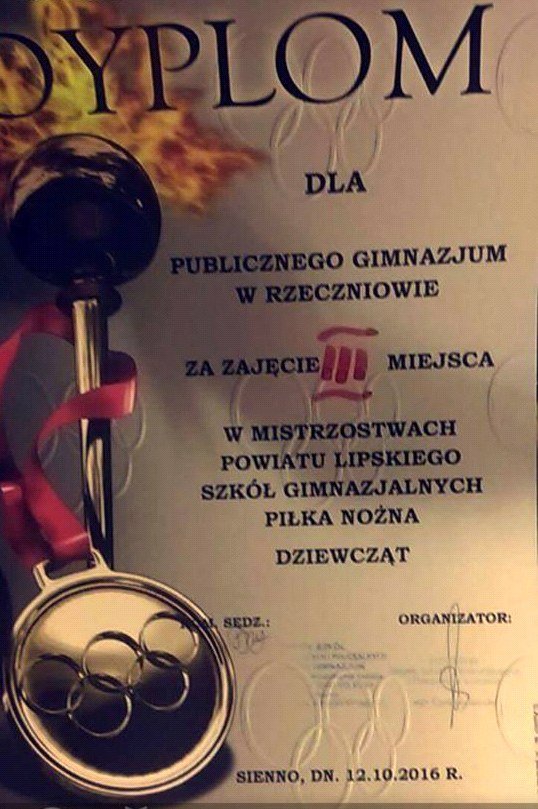 DYPLOM
DLA
PUBLICZNEGO GIMNAZJUM
W RZECZNIOWIE
ZA ZAJĘCIE III MIEJSCA
W MISTRZOSTWACH
POWIATU LIPSKIEGO
SZKÓŁ GIMNAZJALNYCH
PIŁKA NOŻNA
DZIEWCZĄT
SĘDZ.: ORGANIZATOR:
SIENNO, DN. 12.10.2016 R.